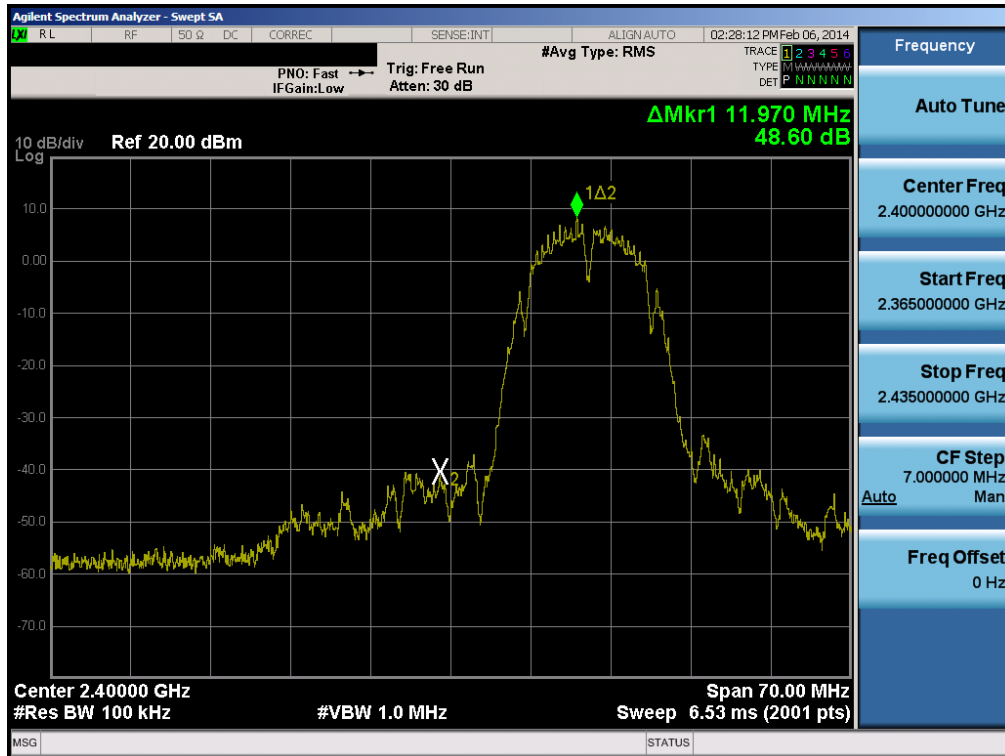 Agilent Spectrum Analyzer - Swept SA
LXI RL RF 50 Ω DC CORREC SENSE:INT ALIGN AUTO 02:28:12 PM Feb 06, 2014
#Avg Type: RMS
TRACE 1 2 3 4 5 6
TYPE M WWWWWW
DET P N N N N N
PNO: Fast
IFGain:Low
Trig: Free Run
Atten: 30 dB
ΔMkr1 11.970 MHz
48.60 dB
10 dB/div Ref 20.00 dBm
Log
10.0
0.00
-10.0
-20.0
-30.0
-40.0
-50.0
-60.0
-70.0
1Δ2
X2
Center 2.40000 GHz
Span 70.00 MHz
#Res BW 100 kHz
#VBW 1.0 MHz
Sweep 6.53 ms (2001 pts)
MSG
STATUS
Frequency
Auto Tune
Center Freq
2.400000000 GHz
Start Freq
2.365000000 GHz
Stop Freq
2.435000000 GHz
CF Step
7.000000 MHz
Auto Man
Freq Offset
0 Hz